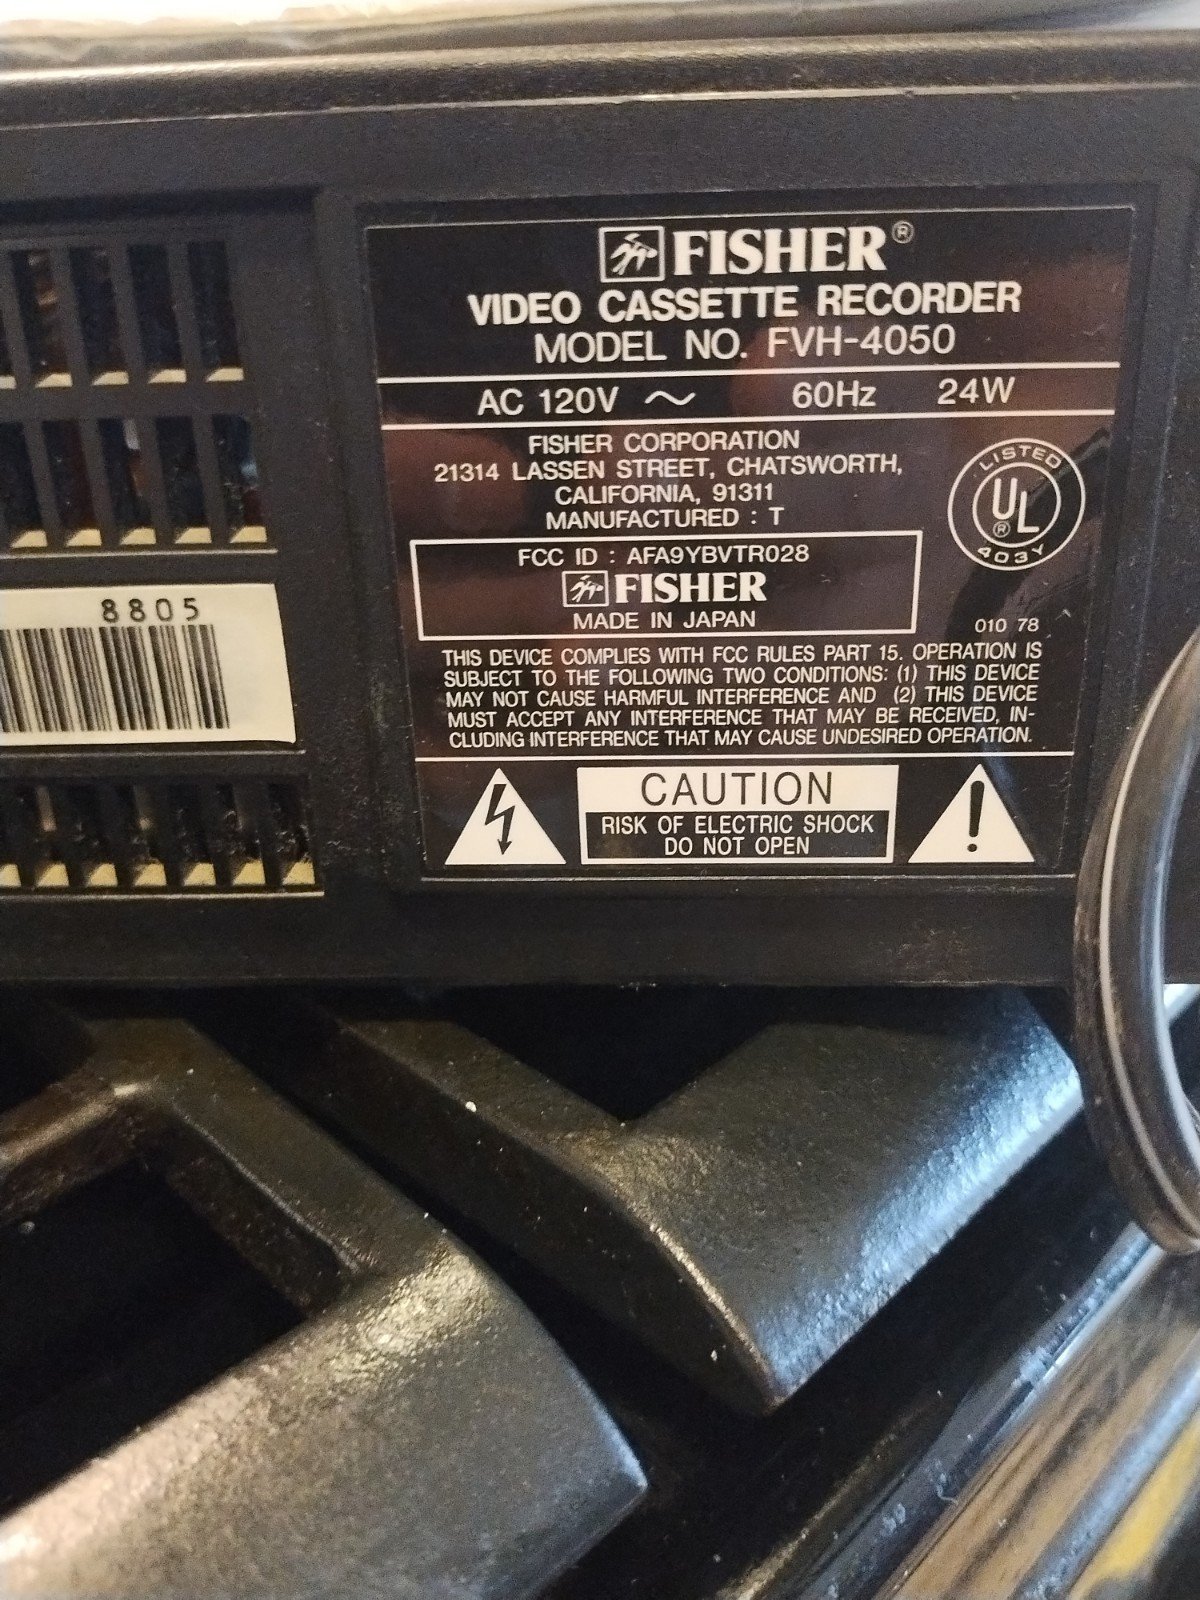 FISHER®
VIDEO CASSETTE RECORDER
MODEL NO. FVH-4050
AC 120V ~ 60Hz 24W
FISHER CORPORATION
21314 LASSEN STREET, CHATSWORTH,
CALIFORNIA, 91311
MANUFACTURED : T
LISTED
UL®
403Y
FCC ID : AFA9YBVTR028
FISHER
MADE IN JAPAN
010 78
THIS DEVICE COMPLIES WITH FCC RULES PART 15. OPERATION IS
SUBJECT TO THE FOLLOWING TWO CONDITIONS: (1) THIS DEVICE
MAY NOT CAUSE HARMFUL INTERFERENCE AND (2) THIS DEVICE
MUST ACCEPT ANY INTERFERENCE THAT MAY BE RECEIVED, IN-
CLUDING INTERFERENCE THAT MAY CAUSE UNDESIRED OPERATION.
CAUTION
RISK OF ELECTRIC SHOCK
DO NOT OPEN
8805